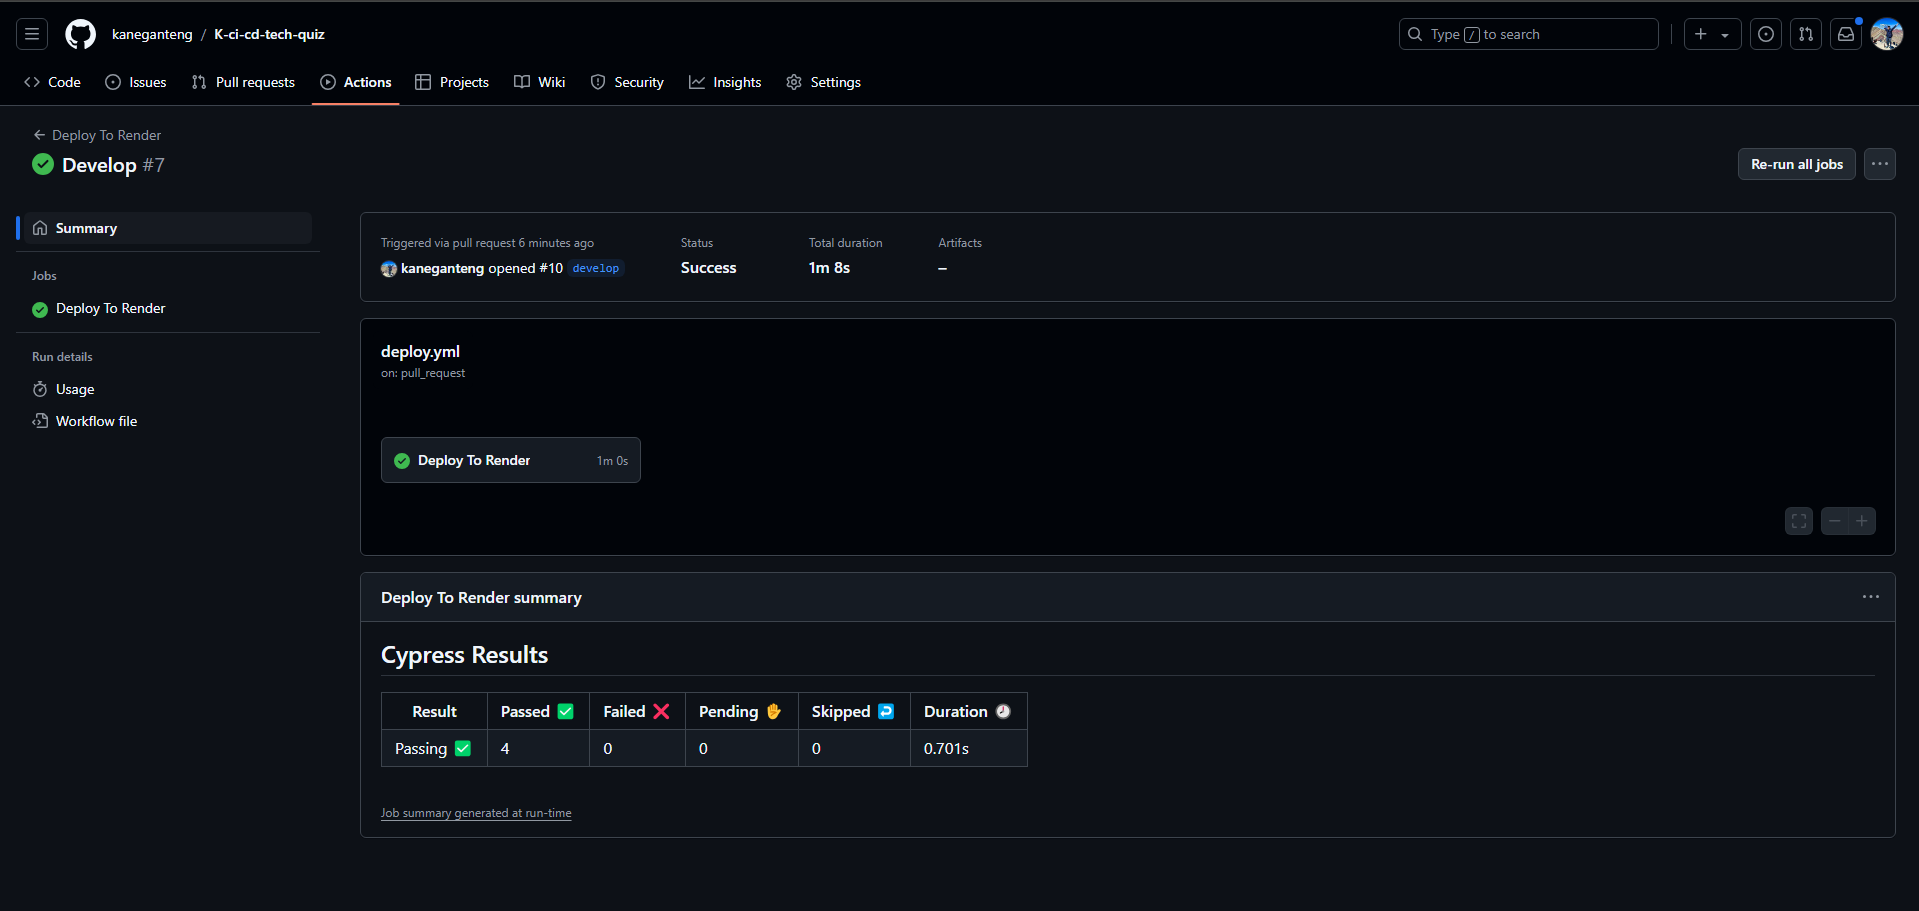 kaneganteng / K-ci-cd-tech-quiz
Type / to search
Code Issues Pull requests Actions Projects Wiki Security Insights Settings
Deploy To Render
Develop #7
Re-run all jobs
Summary
Jobs
Deploy To Render
Run details
Usage
Workflow file
Triggered via pull request 6 minutes ago
kaneganteng opened #10 develop
Status
Success
Total duration
1m 8s
Artifacts
–
deploy.yml
on: pull_request
Deploy To Render 1m 0s
Deploy To Render summary
Cypress Results
Result Passed ✅ Failed ❌ Pending ✋ Skipped ↩️ Duration 🕗
Passing ✅ 4 0 0 0 0.701s
Job summary generated at run-time